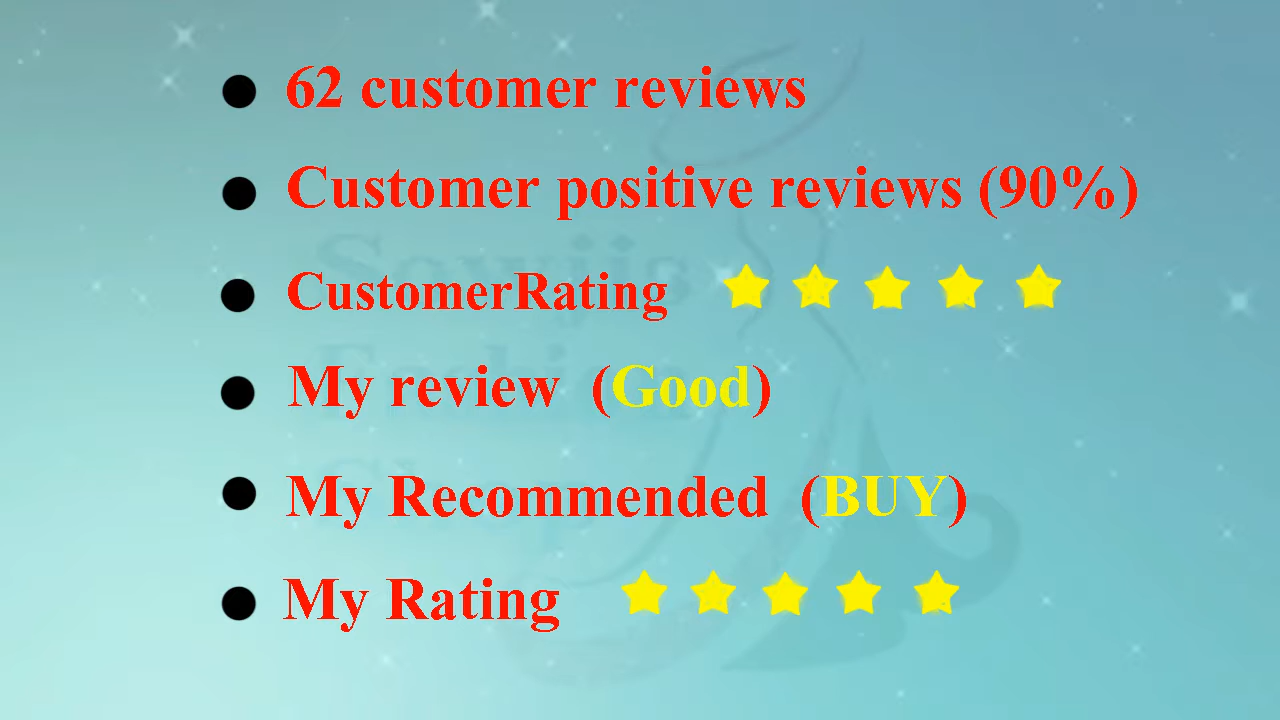 62 customer reviews
Customer positive reviews (90%)
CustomerRating
My review (Good)
My Recommended (BUY)
My Rating